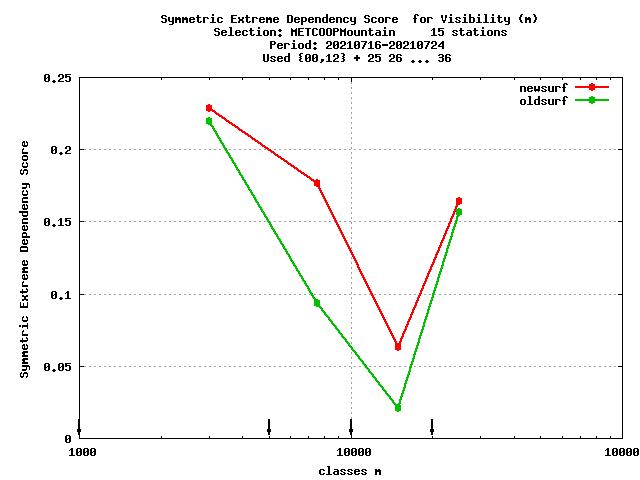 Symmetric Extreme Dependency Score  for Visibility (m)
Selection: METCOOPMountain     15 stations
Period: 20210716-20210724
Used {00,12} + 25 26 ... 36
newsurf
oldsurf
Symmetric Extreme Dependency Score
0.25
0.2
0.15
0.1
0.05
0
1000
10000
10000
classes m